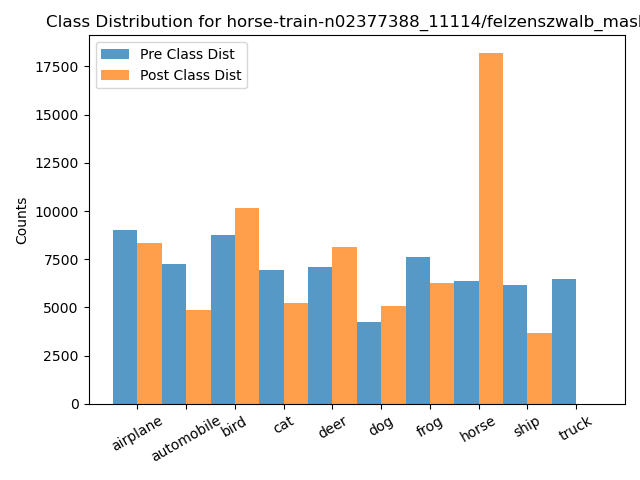 Class Distribution for horse-train-n02377388_11114/felzenszwalb_mas
Pre Class Dist
Post Class Dist
Counts
17500
15000
12500
10000
7500
5000
2500
0
airplane
automobile
bird
cat
deer
dog
frog
horse
ship
truck